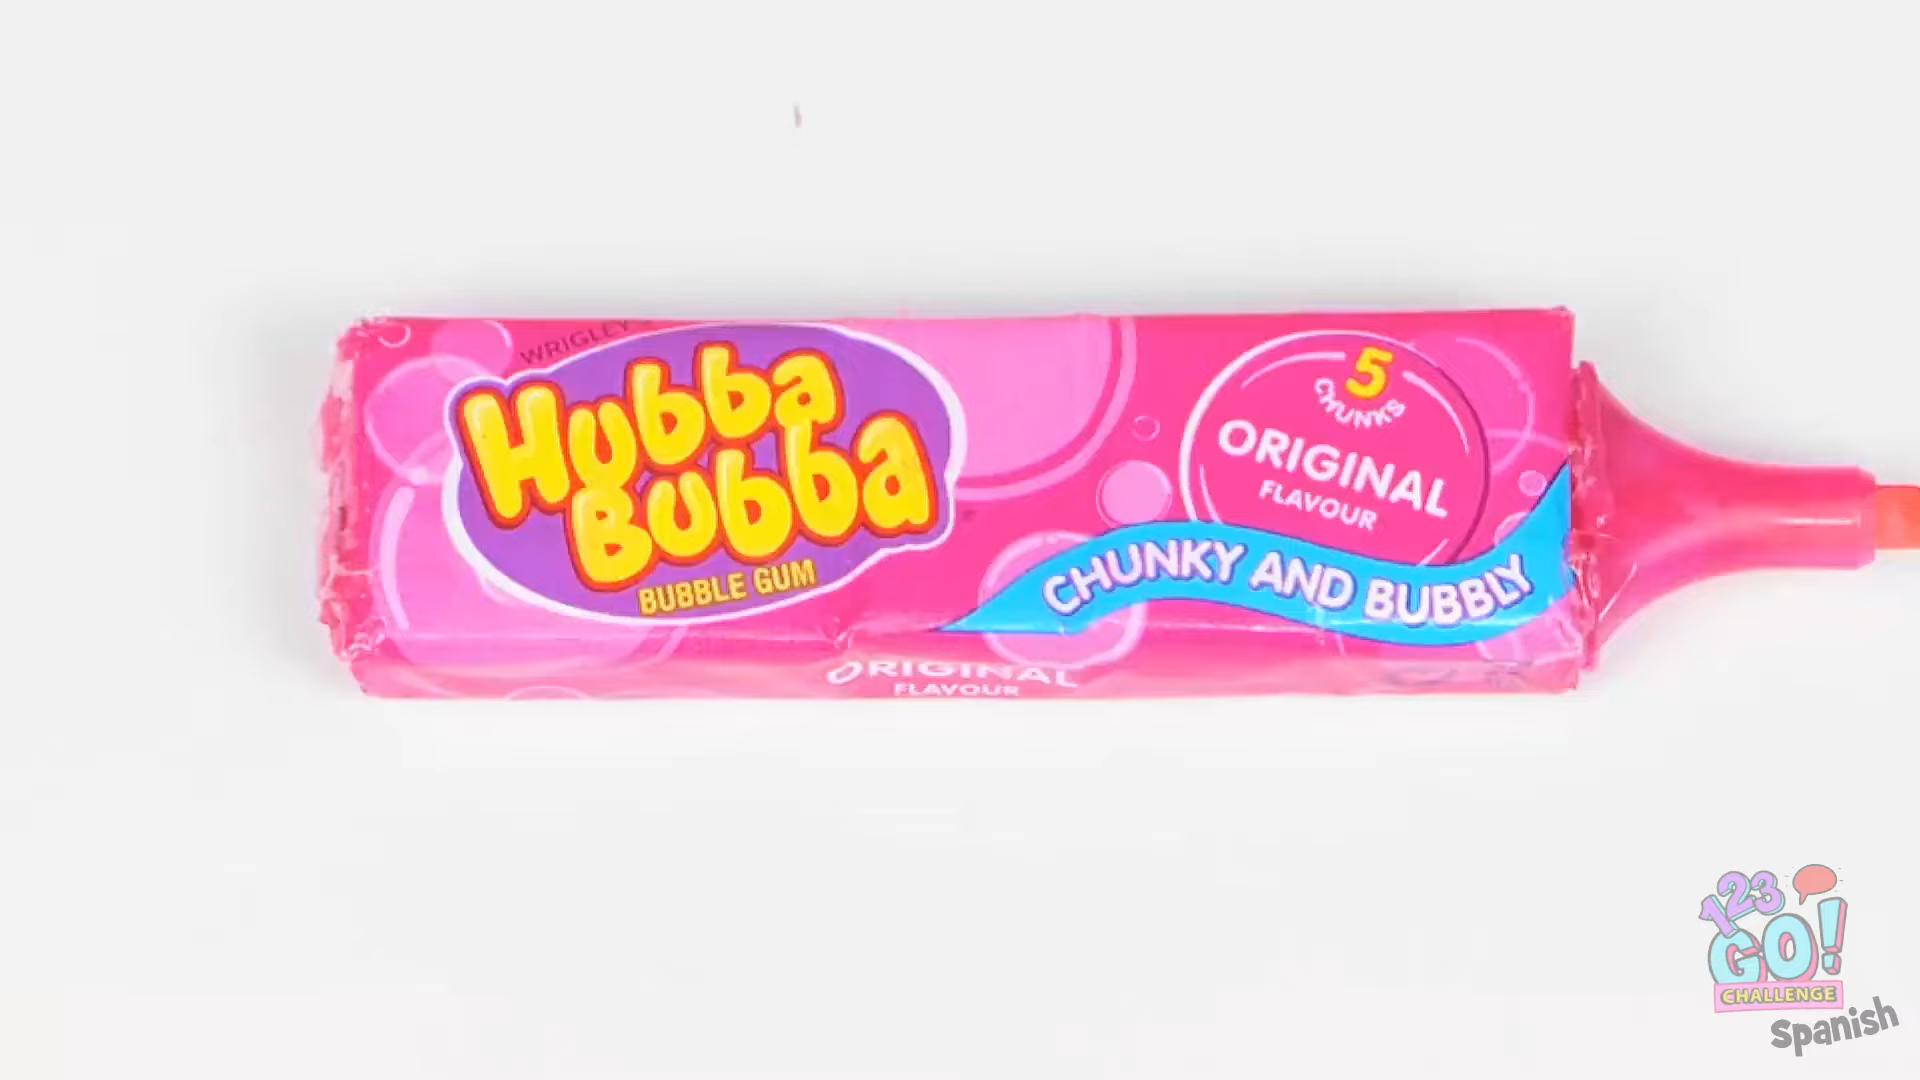 WRIGLEY'S
Hubba
Bubba
BUBBLE GUM
5
CHUNKS
ORIGINAL
FLAVOUR
CHUNKY AND BUBBLY
ORIGINAL
FLAVOUR
123
GO!
CHALLENGE
Spanish